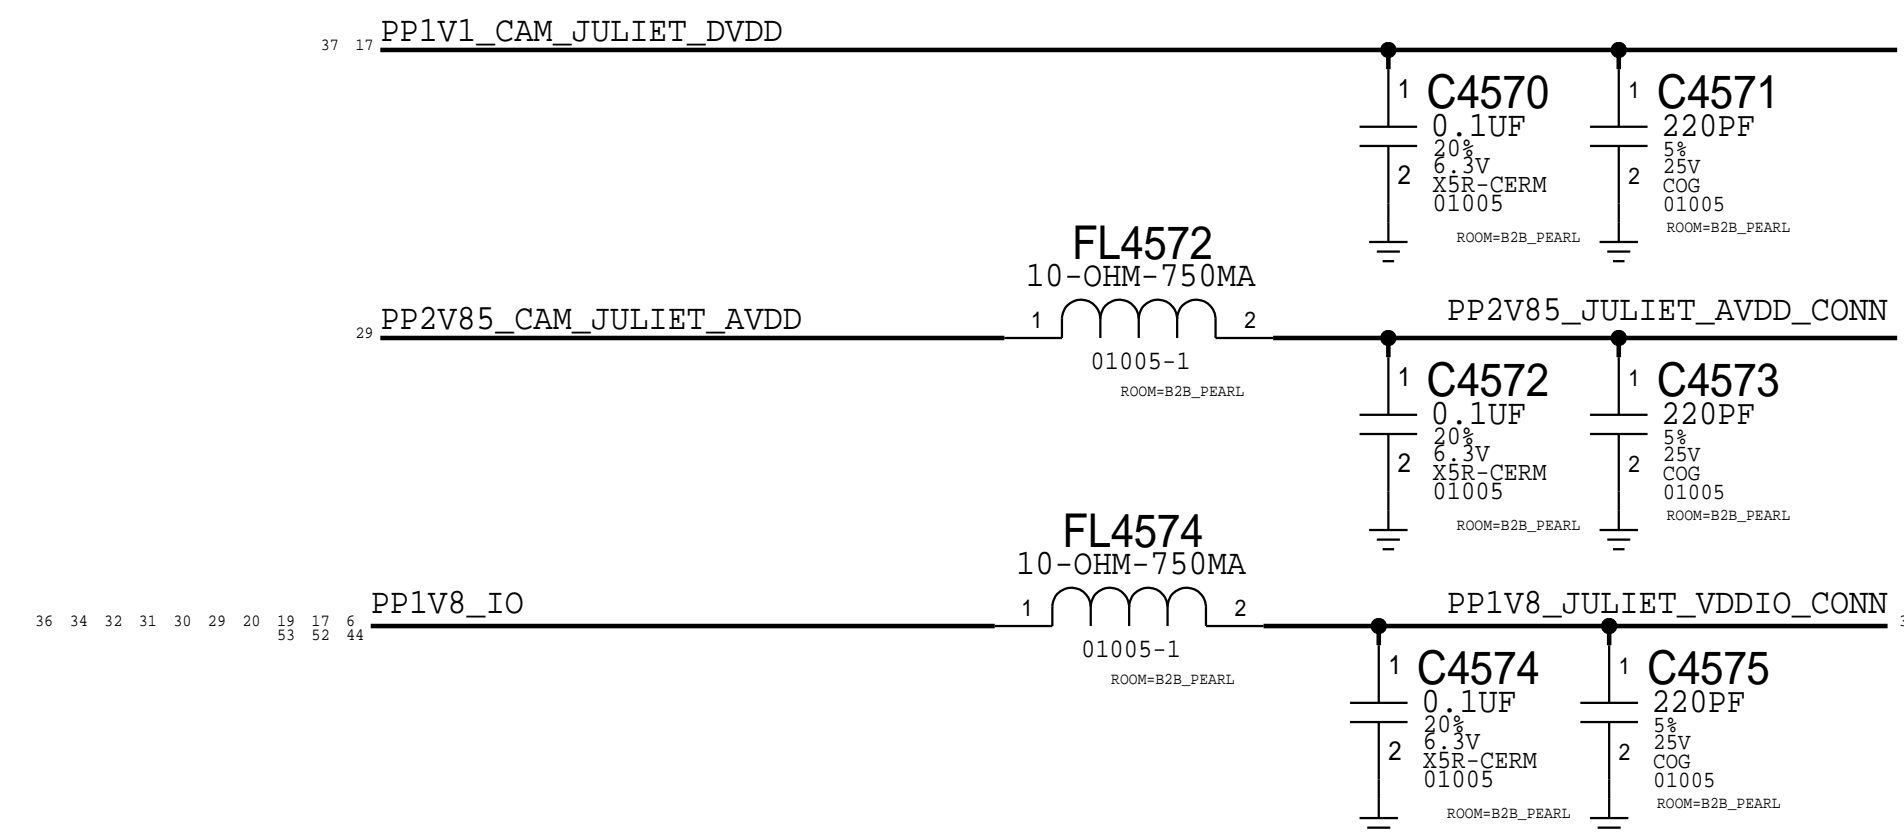 PP1V1_CAM_JULIET_DVDD
37 17
1 C4570
0.1UF
20%
6.3V
X5R-CERM
01005
2
ROOM=B2B_PEARL
1 C4571
220PF
5%
25V
COG
01005
2
ROOM=B2B_PEARL
FL4572
10-OHM-750MA
29 PP2V85_CAM_JULIET_AVDD
1 2
01005-1
ROOM=B2B_PEARL
PP2V85_JULIET_AVDD_CONN
1 C4572
0.1UF
20%
6.3V
X5R-CERM
01005
2
ROOM=B2B_PEARL
1 C4573
220PF
5%
25V
COG
01005
2
ROOM=B2B_PEARL
FL4574
10-OHM-750MA
PP1V8_IO
36 34 32 31 30 29 20 19 17 6
53 52 44
1 2
01005-1
ROOM=B2B_PEARL
PP1V8_JULIET_VDDIO_CONN
1 C4574
0.1UF
20%
6.3V
X5R-CERM
01005
2
ROOM=B2B_PEARL
1 C4575
220PF
5%
25V
COG
01005
2
ROOM=B2B_PEARL